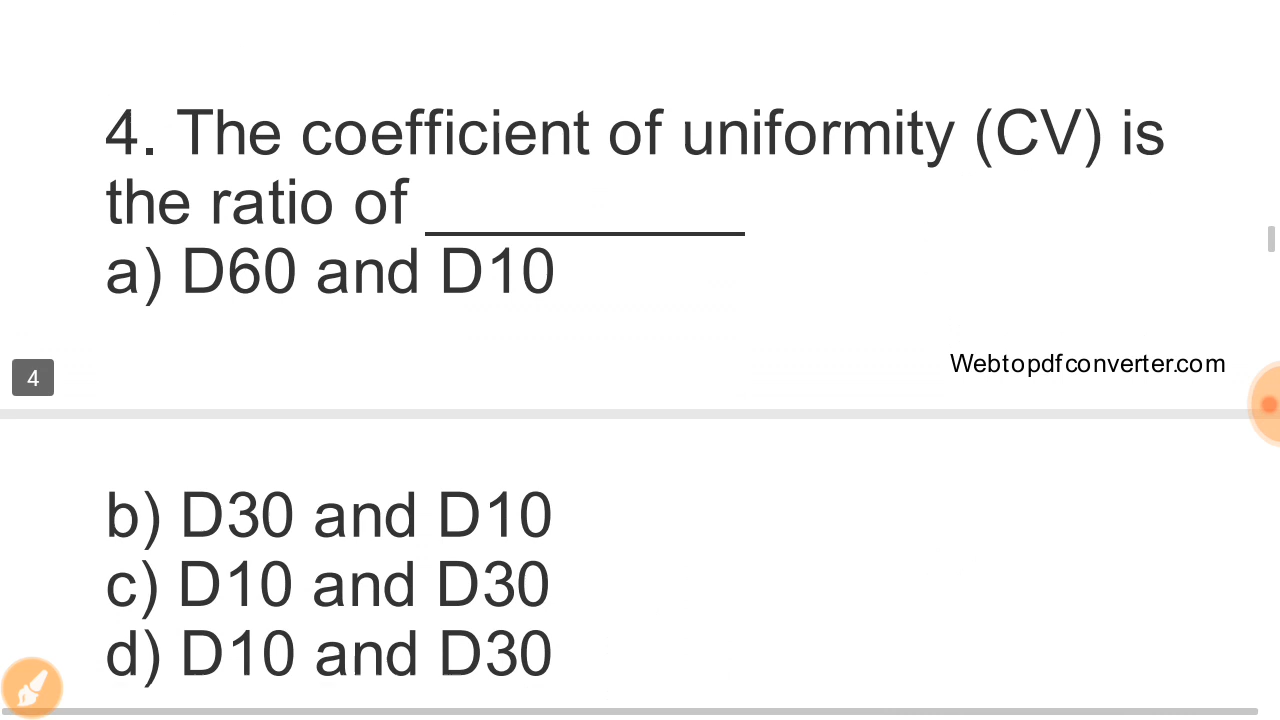 4. The coefficient of uniformity (CV) is
the ratio of __________
a) D60 and D10
Webtopdfconverter.com
4
b) D30 and D10
c) D10 and D30
d) D10 and D30